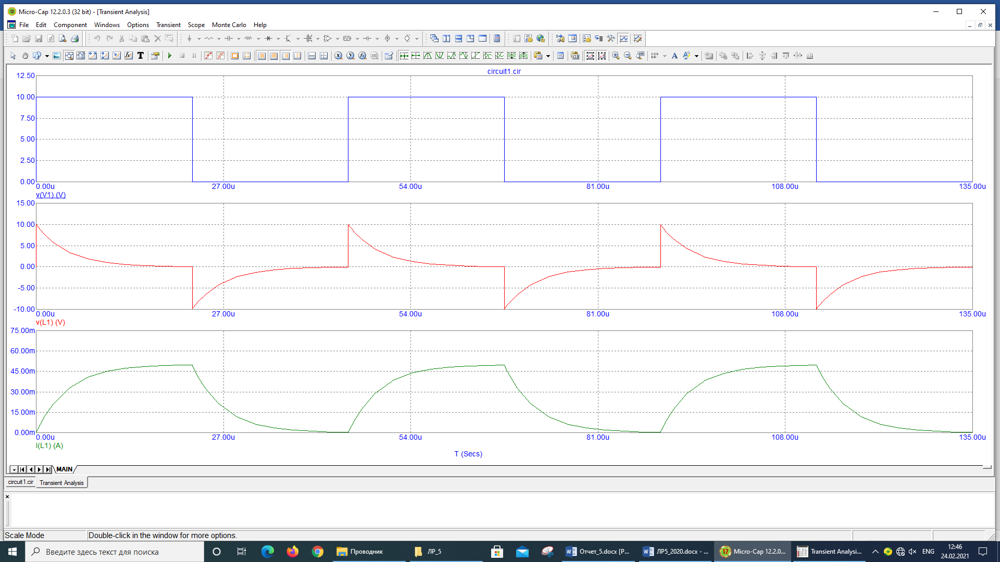 Micro-Cap 12.2.0.3 (32 bit) - [Transient Analysis]
File Edit Component Windows Options Transient Scope Monte Carlo Help
circuit1.cir
12.50
10.00
7.50
5.00
2.50
0.00
0.00u 27.00u 54.00u 81.00u 108.00u 135.00u
v(V1) (V)
15.00
10.00
5.00
0.00
-5.00
-10.00
0.00u 27.00u 54.00u 81.00u 108.00u 135.00u
v(L1) (V)
75.00m
60.00m
45.00m
30.00m
15.00m
0.00m
0.00u 27.00u 54.00u 81.00u 108.00u 135.00u
I(L1) (A)
T (Secs)
MAIN
circuit1.cir Transient Analysis
Scale Mode Double-click in the window for more options.
Введите здесь текст для поиска
Проводник
ЛР_5
Отчет_5.docx [P...
ЛР5_2020.docx - ...
Micro-Cap 12.2.0...
Transient Analysi...
ENG
12:46
24.02.2021